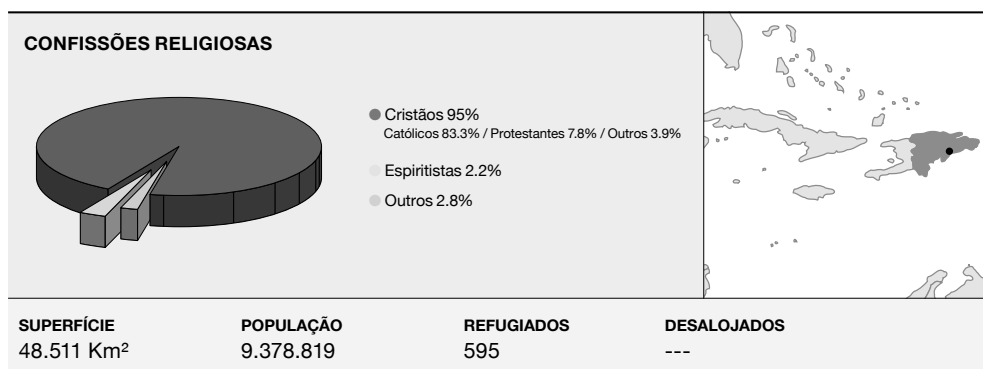 CONFISSÕES RELIGIOSAS
Cristãos 95%
Católicos 83.3% / Protestantes 7.8% / Outros 3.9%
Espiritistas 2.2%
Outros 2.8%
SUPERFÍCIE
48.511 Km²
POPULAÇÃO
9.378.819
REFUGIADOS
595
DESALOJADOS
---